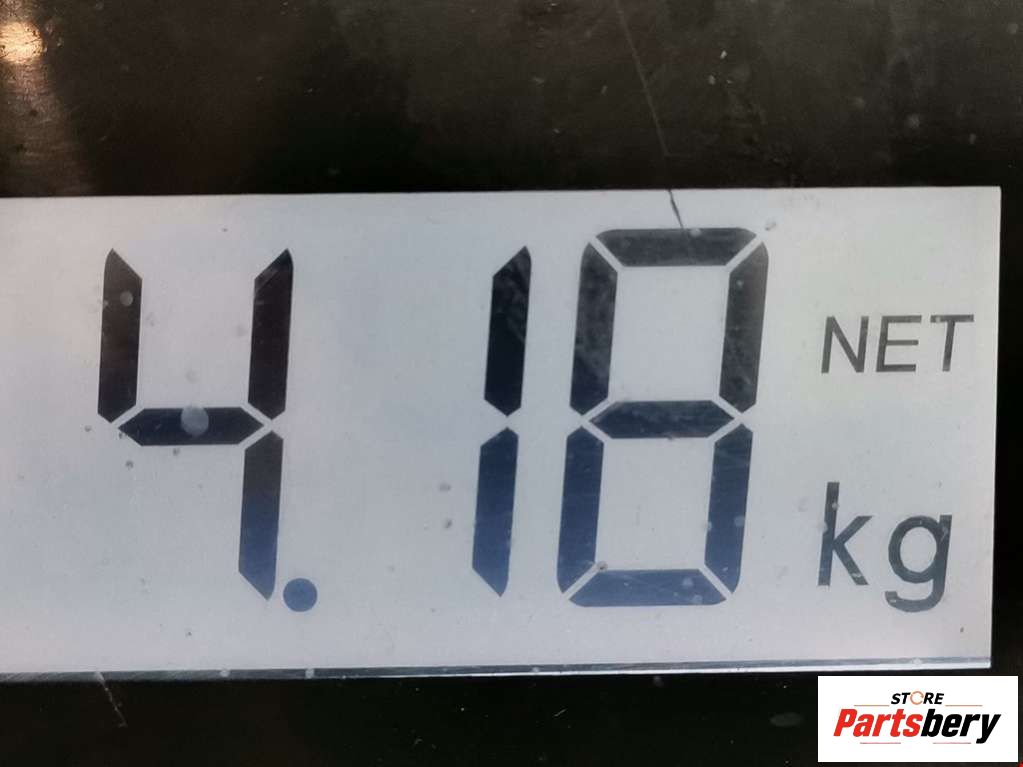 4.18 NET
kg
STORE
Partsbery